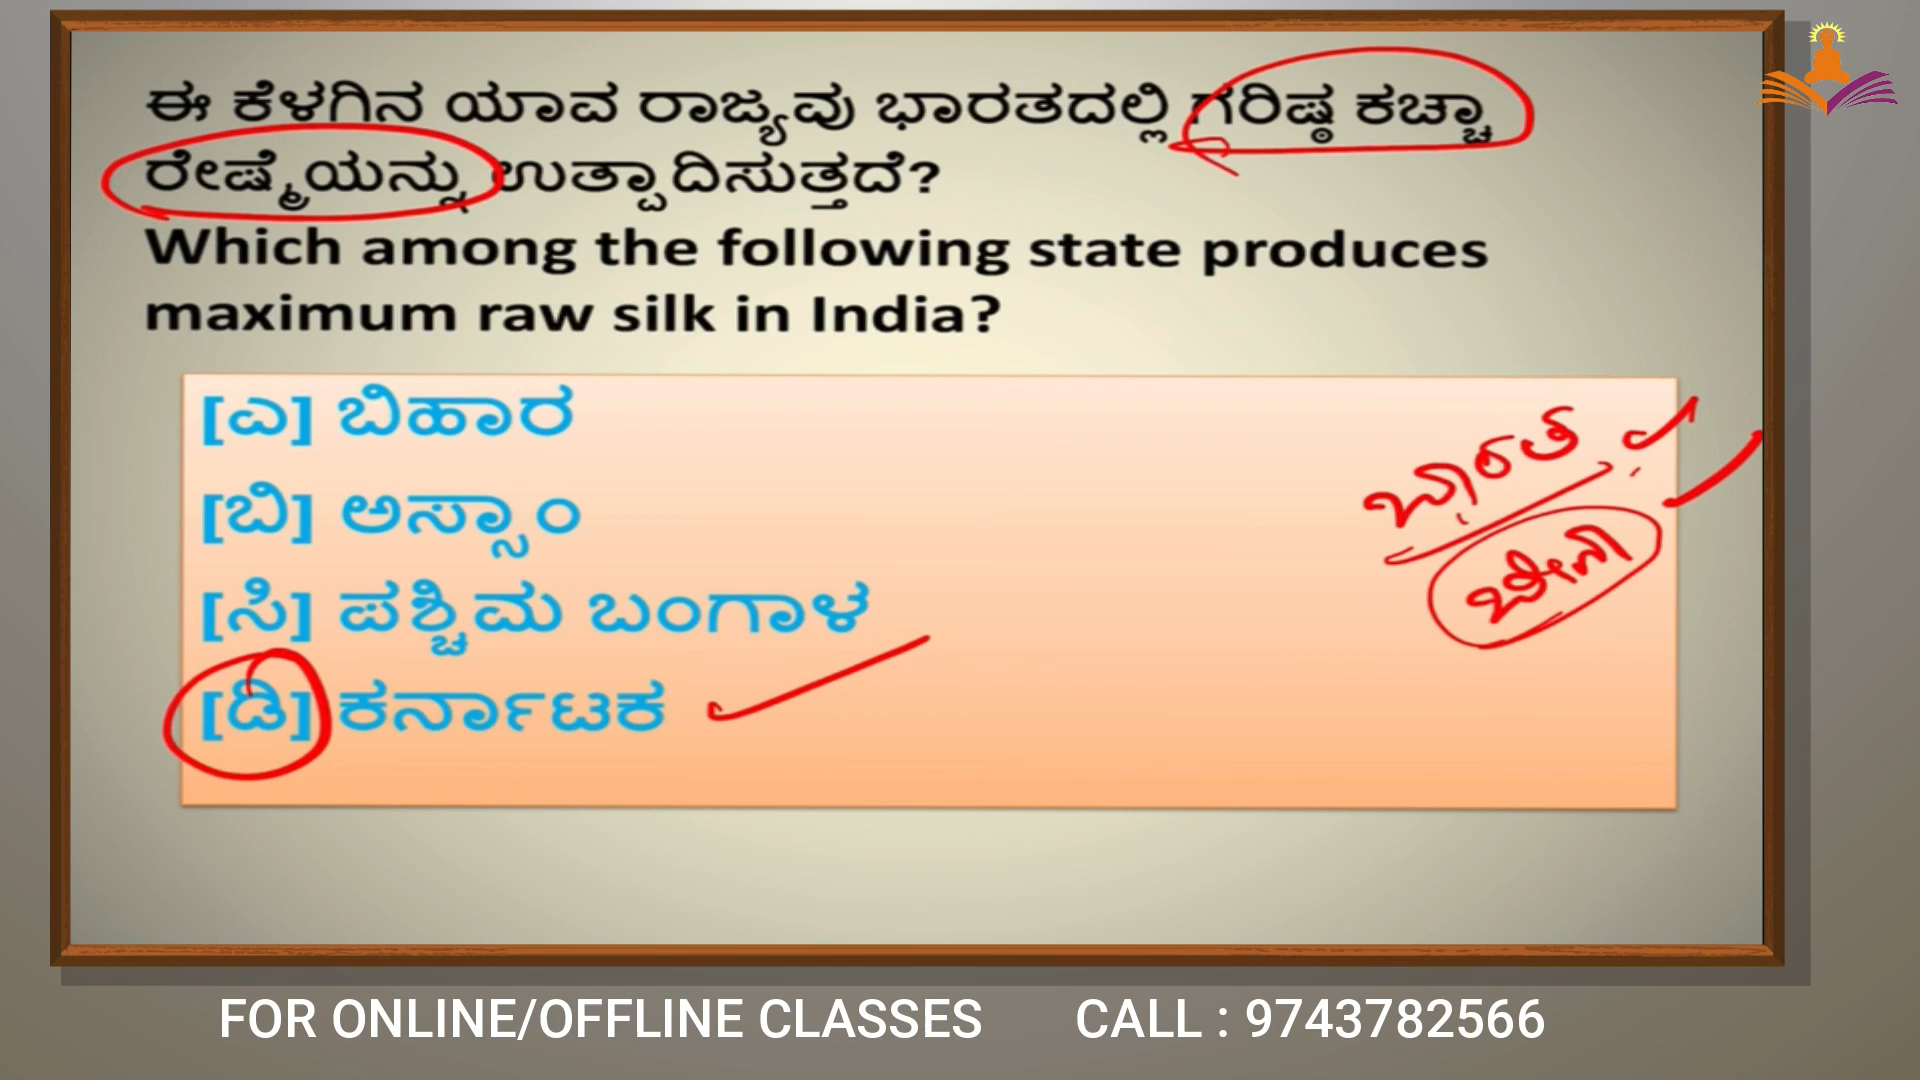 ಈ ಕೆಳಗಿನ ಯಾವ ರಾಜ್ಯವು ಭಾರತದಲ್ಲಿ ಗರಿಷ್ಠ ಕಚ್ಚಾ
ರೇಷ್ಮೆಯನ್ನು ಉತ್ಪಾದಿಸುತ್ತದೆ?
Which among the following state produces
maximum raw silk in India?
[ಎ] ಬಿಹಾರ
[ಬಿ] ಅಸ್ಸಾಂ
[ಸಿ] ಪಶ್ಚಿಮ ಬಂಗಾಳ
[ಡಿ] ಕರ್ನಾಟಕ
ಭಾರತ
ಚೀನಾ
FOR ONLINE/OFFLINE CLASSES CALL : 9743782566